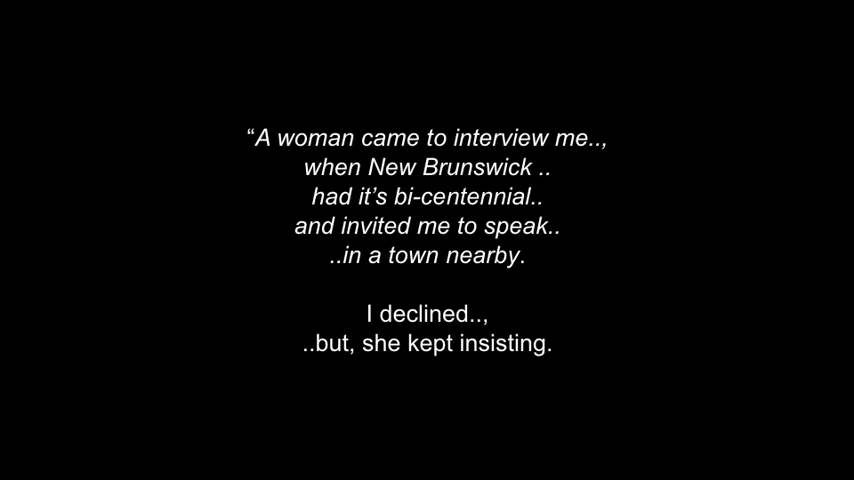 “A woman came to interview me..,
when New Brunswick ..
had it’s bi-centennial..
and invited me to speak..
..in a town nearby.
I declined..,
..but, she kept insisting.